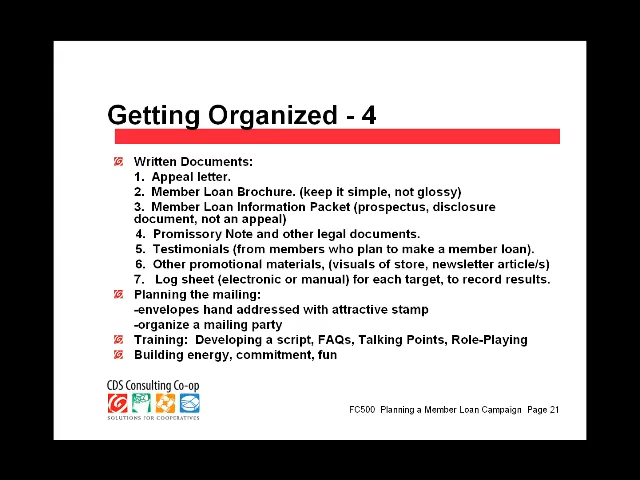 Getting Organized - 4
Written Documents:
1. Appeal letter.
2. Member Loan Brochure. (keep it simple, not glossy)
3. Member Loan Information Packet (prospectus, disclosure
document, not an appeal)
4. Promissory Note and other legal documents.
5. Testimonials (from members who plan to make a member loan).
6. Other promotional materials, (visuals of store, newsletter article/s)
7. Log sheet (electronic or manual) for each target, to record results.
Planning the mailing:
-envelopes hand addressed with attractive stamp
-organize a mailing party
Training: Developing a script, FAQs, Talking Points, Role-Playing
Building energy, commitment, fun
CDS Consulting Co-op
SOLUTIONS FOR COOPERATIVES
FC500 Planning a Member Loan Campaign Page 21